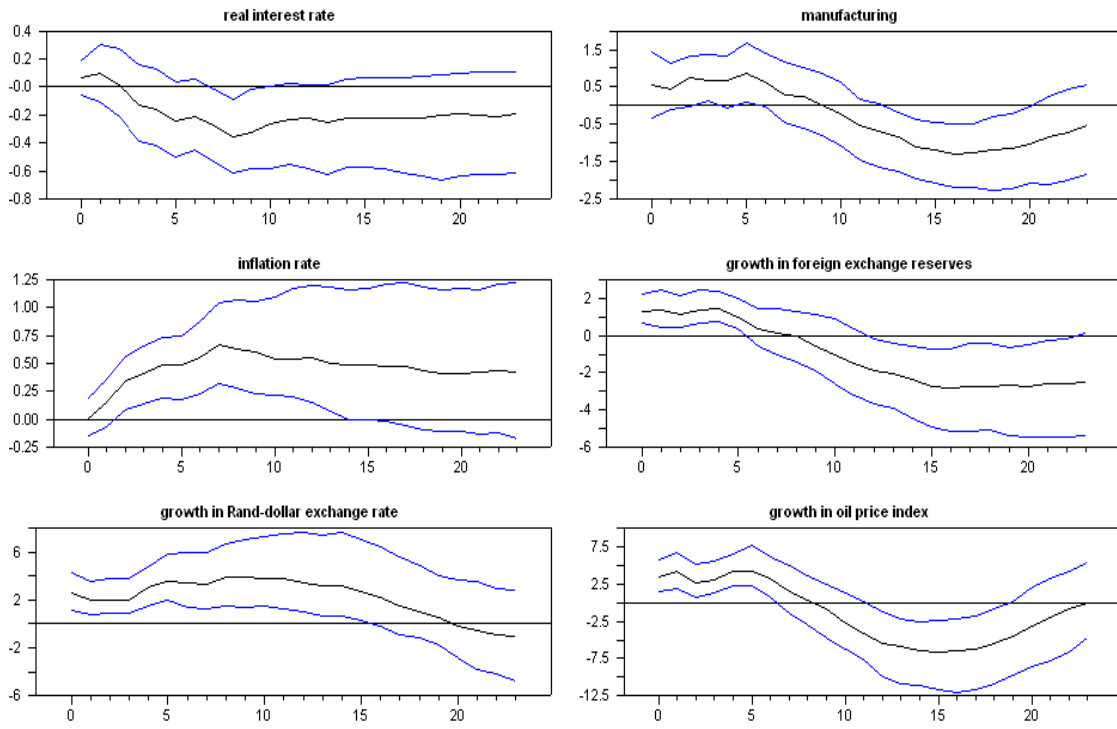 real interest rate
0.4
0.2
-0.0
-0.2
-0.4
-0.6
-0.8
0 5 10 15 20
manufacturing
1.5
0.5
-0.5
-1.5
-2.5
0 5 10 15 20
inflation rate
1.25
1.00
0.75
0.50
0.25
0.00
-0.25
0 5 10 15 20
growth in foreign exchange reserves
2
0
-2
-4
-6
0 5 10 15 20
growth in Rand-dollar exchange rate
6
2
-2
-6
0 5 10 15 20
growth in oil price index
7.5
2.5
-2.5
-7.5
-12.5
0 5 10 15 20